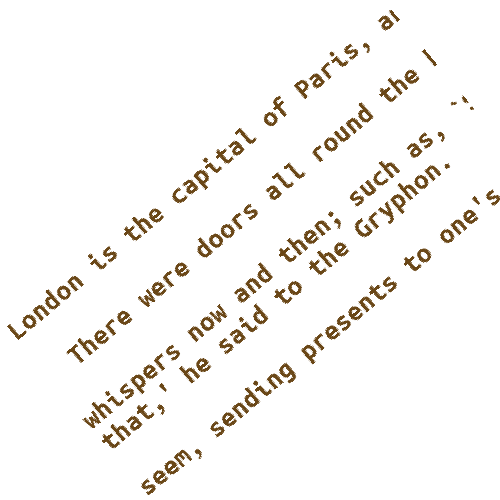 London is the capital of Paris,
There were doors all round the
whispers now and then; such as,
that,' he said to the Gryphon.
seem, sending presents to one's